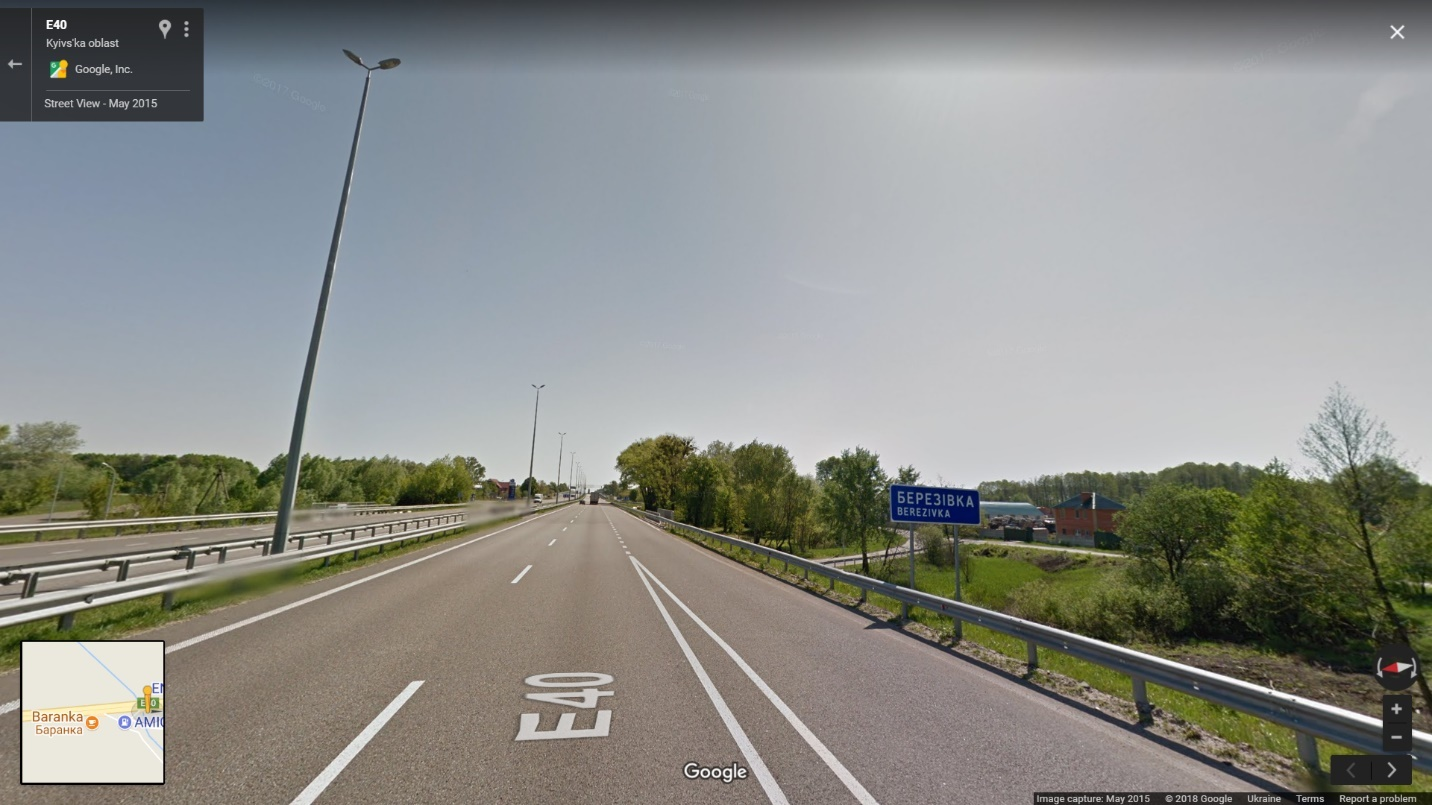 E40
Kyivs'ka oblast
Google, Inc.
Street View - May 2015
БЕРЕЗІВКА
BEREZIVKA
E40
Baranka
Баранка
AMIC
Google
Image capture: May 2015 © 2018 Google Ukraine Terms Report a problem